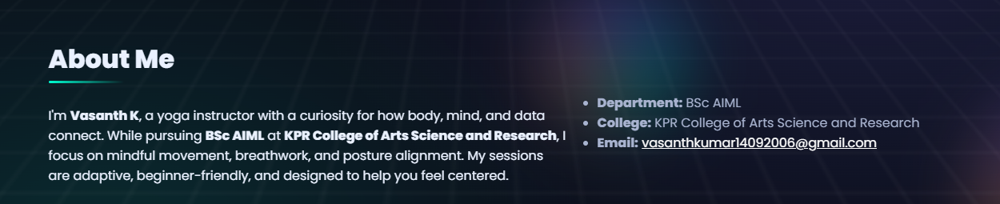 About Me
I'm Vasanth K, a yoga instructor with a curiosity for how body, mind, and data
connect. While pursuing BSc AIML at KPR College of Arts Science and Research, I
focus on mindful movement, breathwork, and posture alignment. My sessions
are adaptive, beginner-friendly, and designed to help you feel centered.
Department: BSc AIML
College: KPR College of Arts Science and Research
Email: vasanthkumar14092006@gmail.com